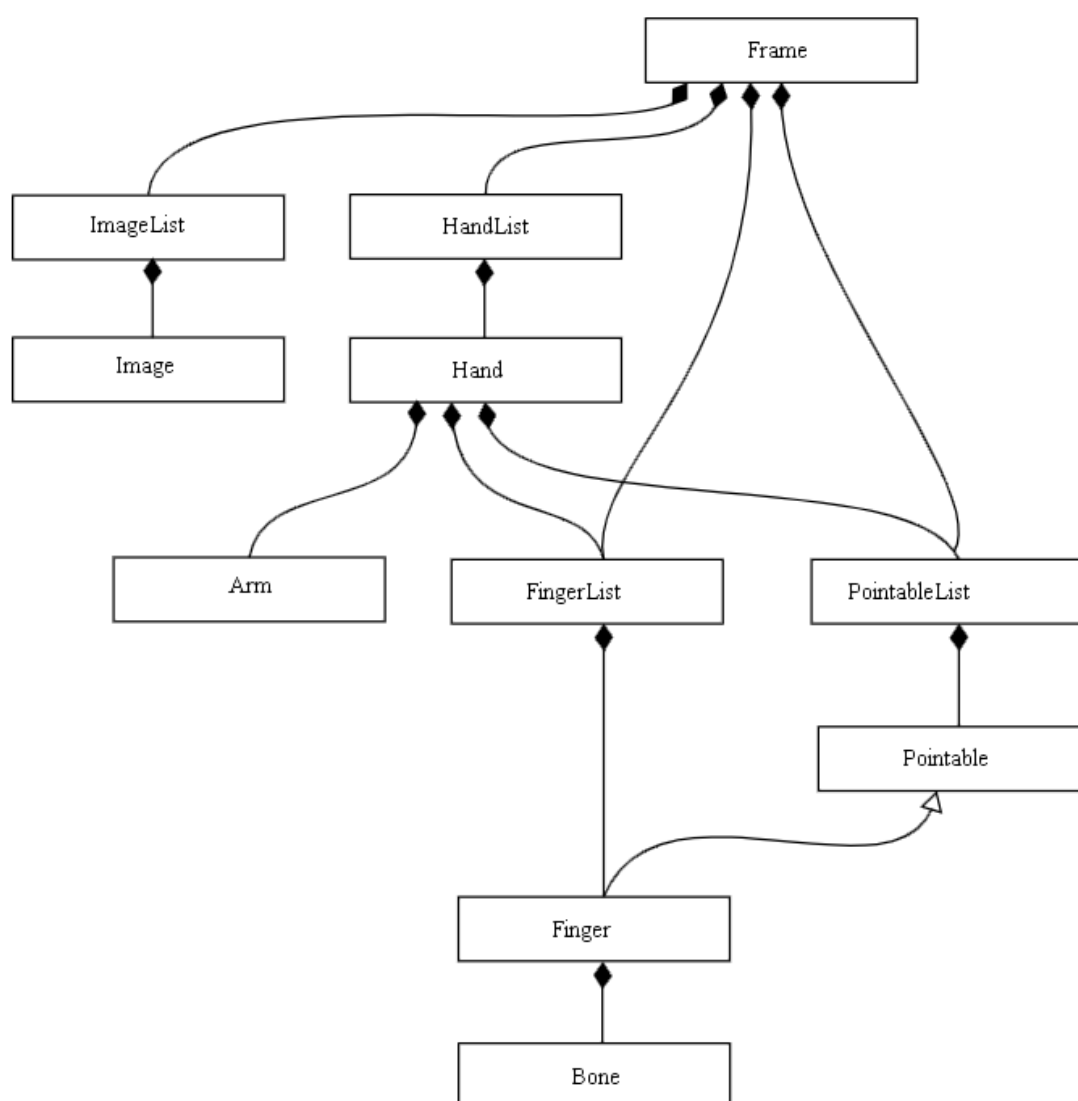 Frame
ImageList
HandList
Image
Hand
Arm
FingerList
PointableList
Pointable
Finger
Bone